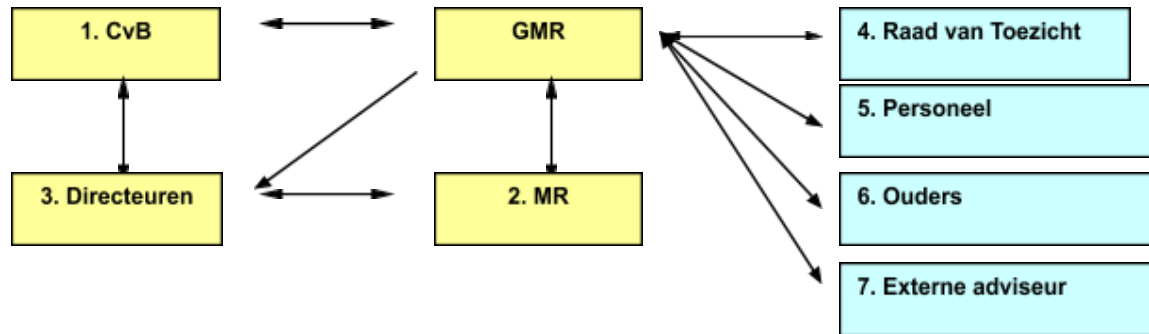 1. CvB
GMR
4. Raad van Toezicht
5. Personeel
3. Directeuren
2. MR
6. Ouders
7. Externe adviseur